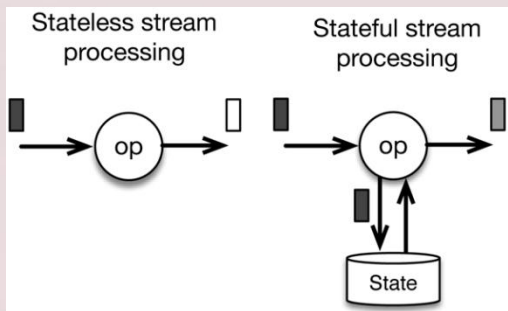 Stateless stream
processing
op
Stateful stream
processing
op
State